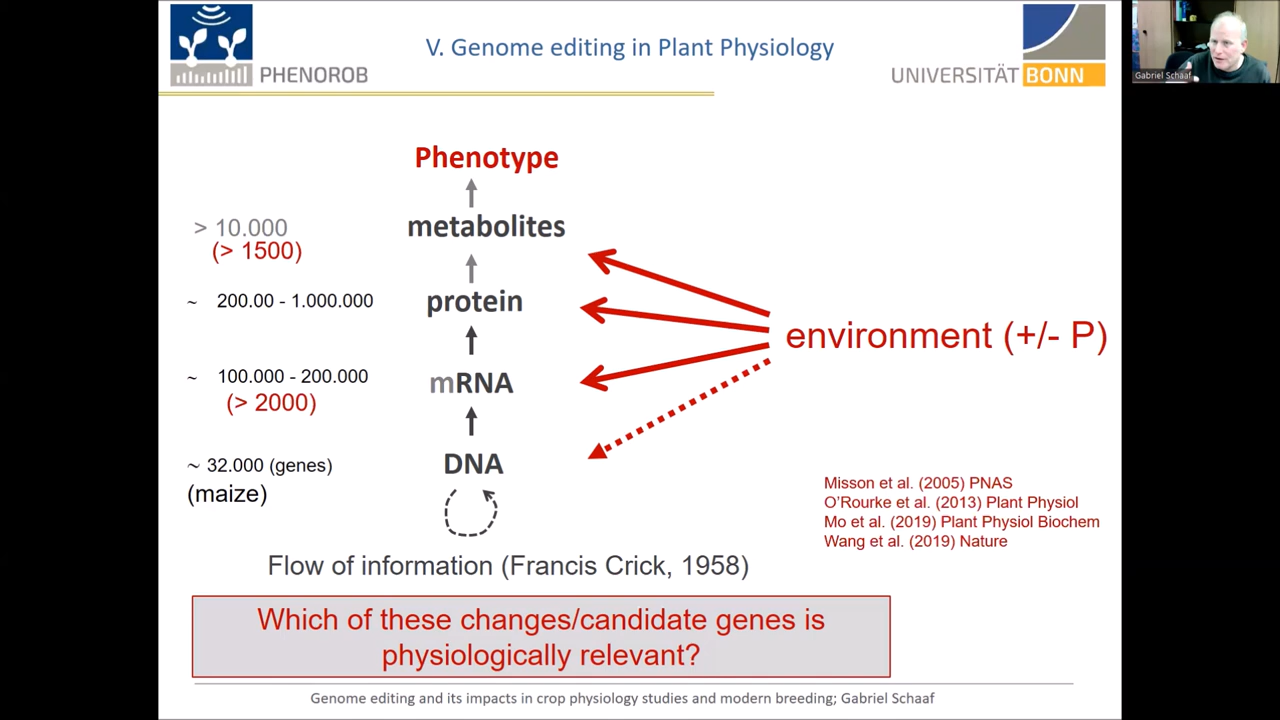 PHENOROB
V. Genome editing in Plant Physiology
UNIVERSITÄT BONN
Gabriel Schaaf
Phenotype
> 10.000
(> 1500)
metabolites
~ 200.00 - 1.000.000
protein
environment (+/- P)
~ 100.000 - 200.000
(> 2000)
mRNA
~ 32.000 (genes)
(maize)
DNA
Misson et al. (2005) PNAS
O'Rourke et al. (2013) Plant Physiol
Mo et al. (2019) Plant Physiol Biochem
Wang et al. (2019) Nature
Flow of information (Francis Crick, 1958)
Which of these changes/candidate genes is
physiologically relevant?
Genome editing and its impacts in crop physiology studies and modern breeding; Gabriel Schaaf